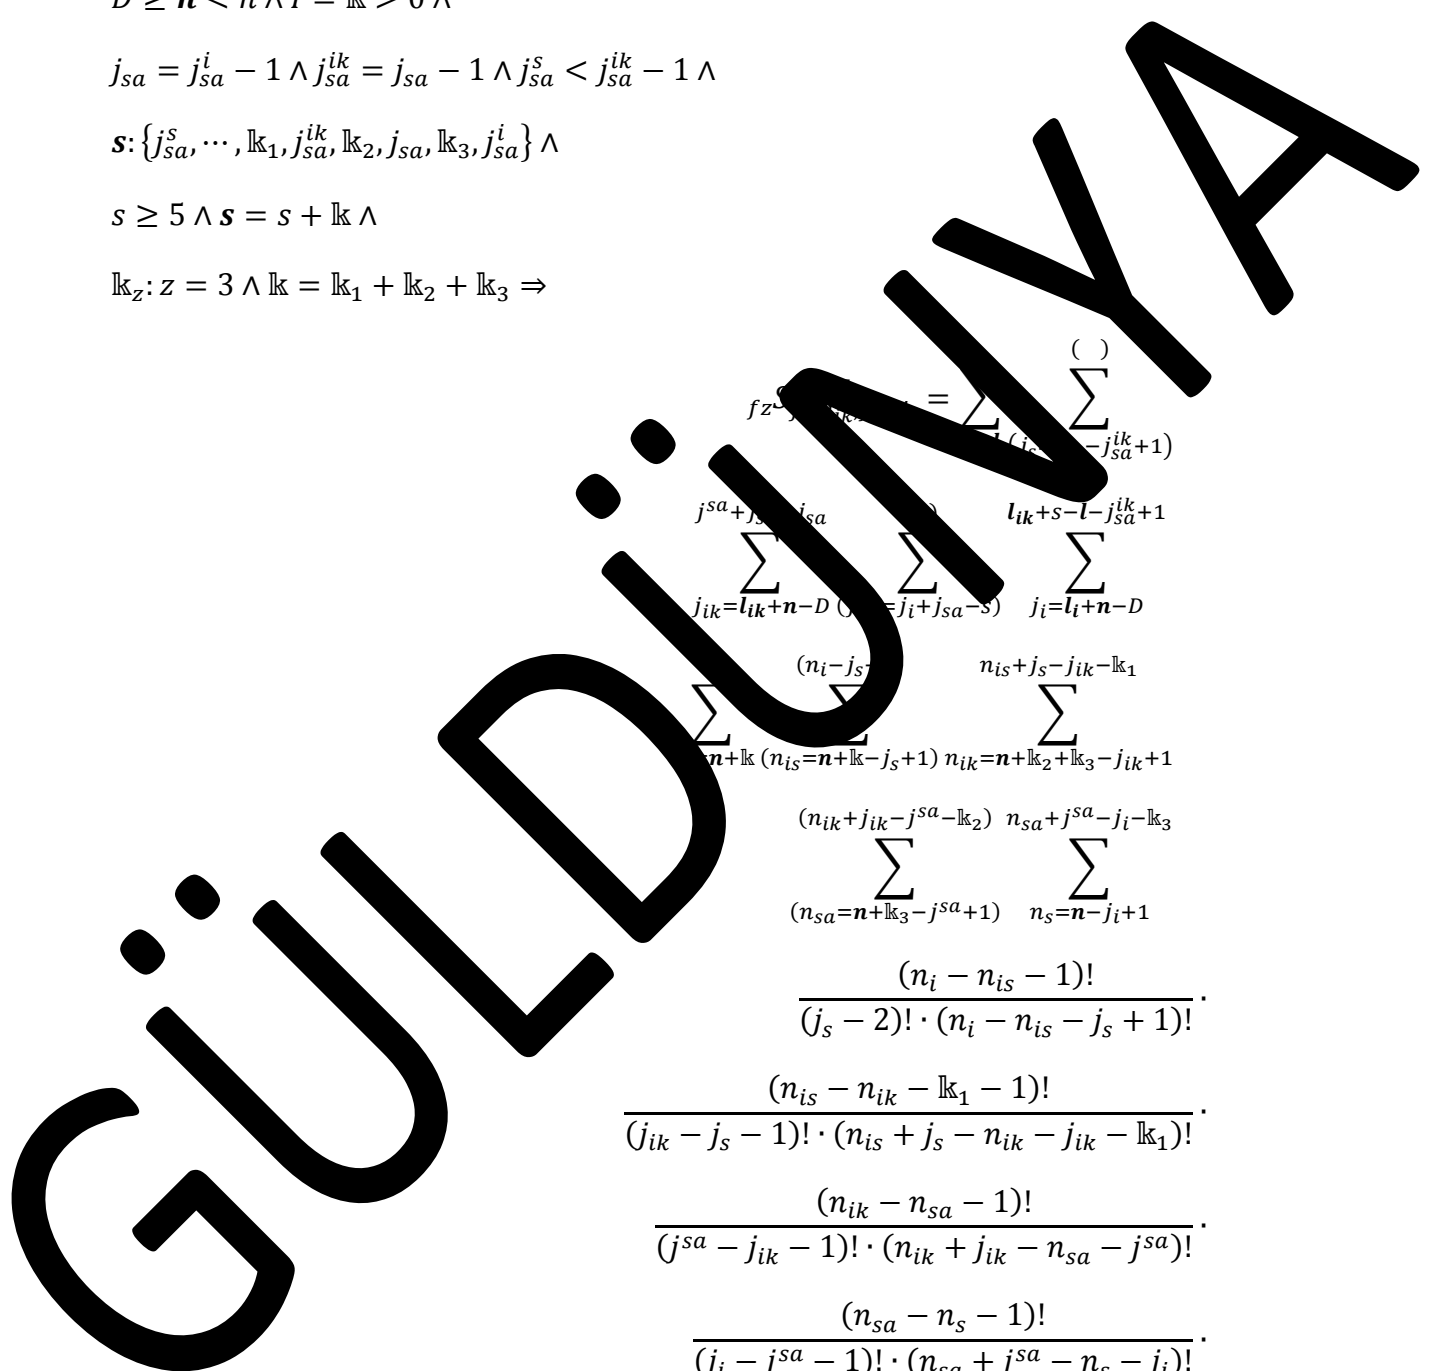 j_{sa} = j_{sa}^{i} − 1 ∧ j_{sa}^{ik} = j_{sa} − 1 ∧ j_{sa}^{s} < j_{sa}^{ik} − 1 ∧
s: {j_{sa}^{s}, ⋯ , 𝕜_1, j_{sa}^{ik}, 𝕜_2, j_{sa}, 𝕜_3, j_{sa}^{i}} ∧
s ≥ 5 ∧ s = s + 𝕜 ∧
𝕜_z: z = 3 ∧ 𝕜 = 𝕜_1 + 𝕜_2 + 𝕜_3 ⇒
( )
= ∑ ∑
−j_{sa}^{ik}+1)
l_{ik}+s−l−j_{sa}^{ik}+1
∑ ∑ ∑
j_{ik}=l_{ik}+n−D =j_i+j_{sa}−s) j_i=l_i+n−D
(n_i−j_s n_{is}+j_s−j_{ik}−𝕜_1
∑ ∑ ∑
n+𝕜 (n_{is}=n+𝕜−j_s+1) n_{ik}=n+𝕜_2+𝕜_3−j_{ik}+1
(n_{ik}+j_{ik}−j^{sa}−𝕜_2) n_{sa}+j^{sa}−j_i−𝕜_3
∑ ∑
(n_{sa}=n+𝕜_3−j^{sa}+1) n_s=n−j_i+1
(n_i − n_{is} − 1)!
(j_s − 2)! · (n_i − n_{is} − j_s + 1)! ·
(n_{is} − n_{ik} − 𝕜_1 − 1)!
(j_{ik} − j_s − 1)! · (n_{is} + j_s − n_{ik} − j_{ik} − 𝕜_1)! ·
(n_{ik} − n_{sa} − 1)!
(j^{sa} − j_{ik} − 1)! · (n_{ik} + j_{ik} − n_{sa} − j^{sa})! ·
(n_{sa} − n_s − 1)!
(j_i − j^{sa} − 1)! · (n_{sa} + j^{sa} − n_s − j_i)! ·
GÜLDÜNYA